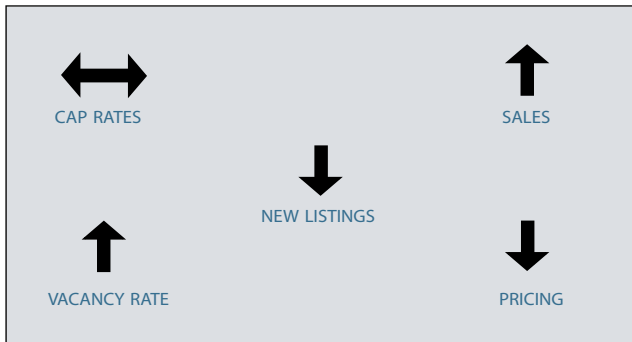 CAP RATES
SALES
NEW LISTINGS
VACANCY RATE
PRICING